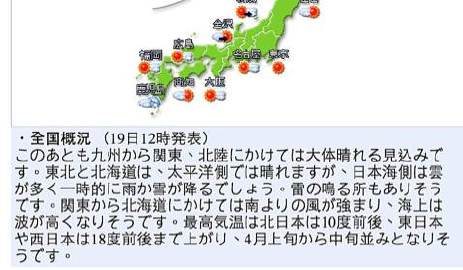 金沢
広島
福岡
名古屋
東京
鹿児島
高知
大阪
・全国概況 (19日12時発表)
このあとも九州から関東、北陸にかけては大体晴れる見込みで
す。東北と北海道は、太平洋側では晴れますが、日本海側は雲
が多く一時的に雨か雪が降るでしょう。雷の鳴る所もありそう
です。関東から北海道にかけては南よりの風が強まり、海上は
波が高くなりそうです。最高気温は北日本は10度前後、東日本
や西日本は18度前後まで上がり、4月上旬から中旬並みとなりそ
うです。